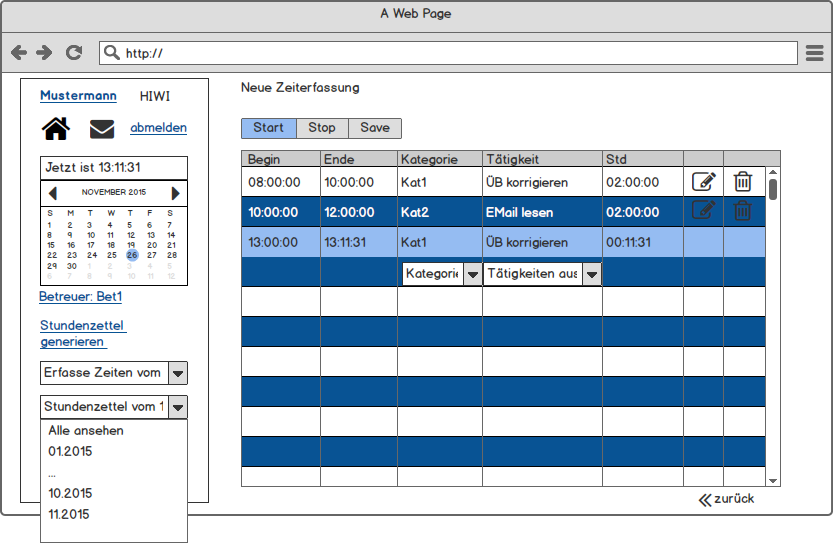 A Web Page
http://
Mustermann HIWI
abmelden
Jetzt ist 13:11:31
NOVEMBER 2015
S M T W T F S
1 2 3 4 5 6 7
8 9 10 11 12 13 14
15 16 17 18 19 20 21
22 23 24 25 26 27 28
29 30 1 2 3 4 5
6 7 8 9 10 11 12
Betreuer: Bet1
Stundenzettel
generieren
Erfasse Zeiten vom
Stundenzettel vom 1
Alle ansehen
01.2015
...
10.2015
11.2015
Neue Zeiterfassung
Start Stop Save
Begin Ende Kategorie Tätigkeit Std
08:00:00 10:00:00 Kat1 ÜB korrigieren 02:00:00
10:00:00 12:00:00 Kat2 EMail lesen 02:00:00
13:00:00 13:11:31 Kat1 ÜB korrigieren 00:11:31
Kategorie Tätigkeiten aus
zurück